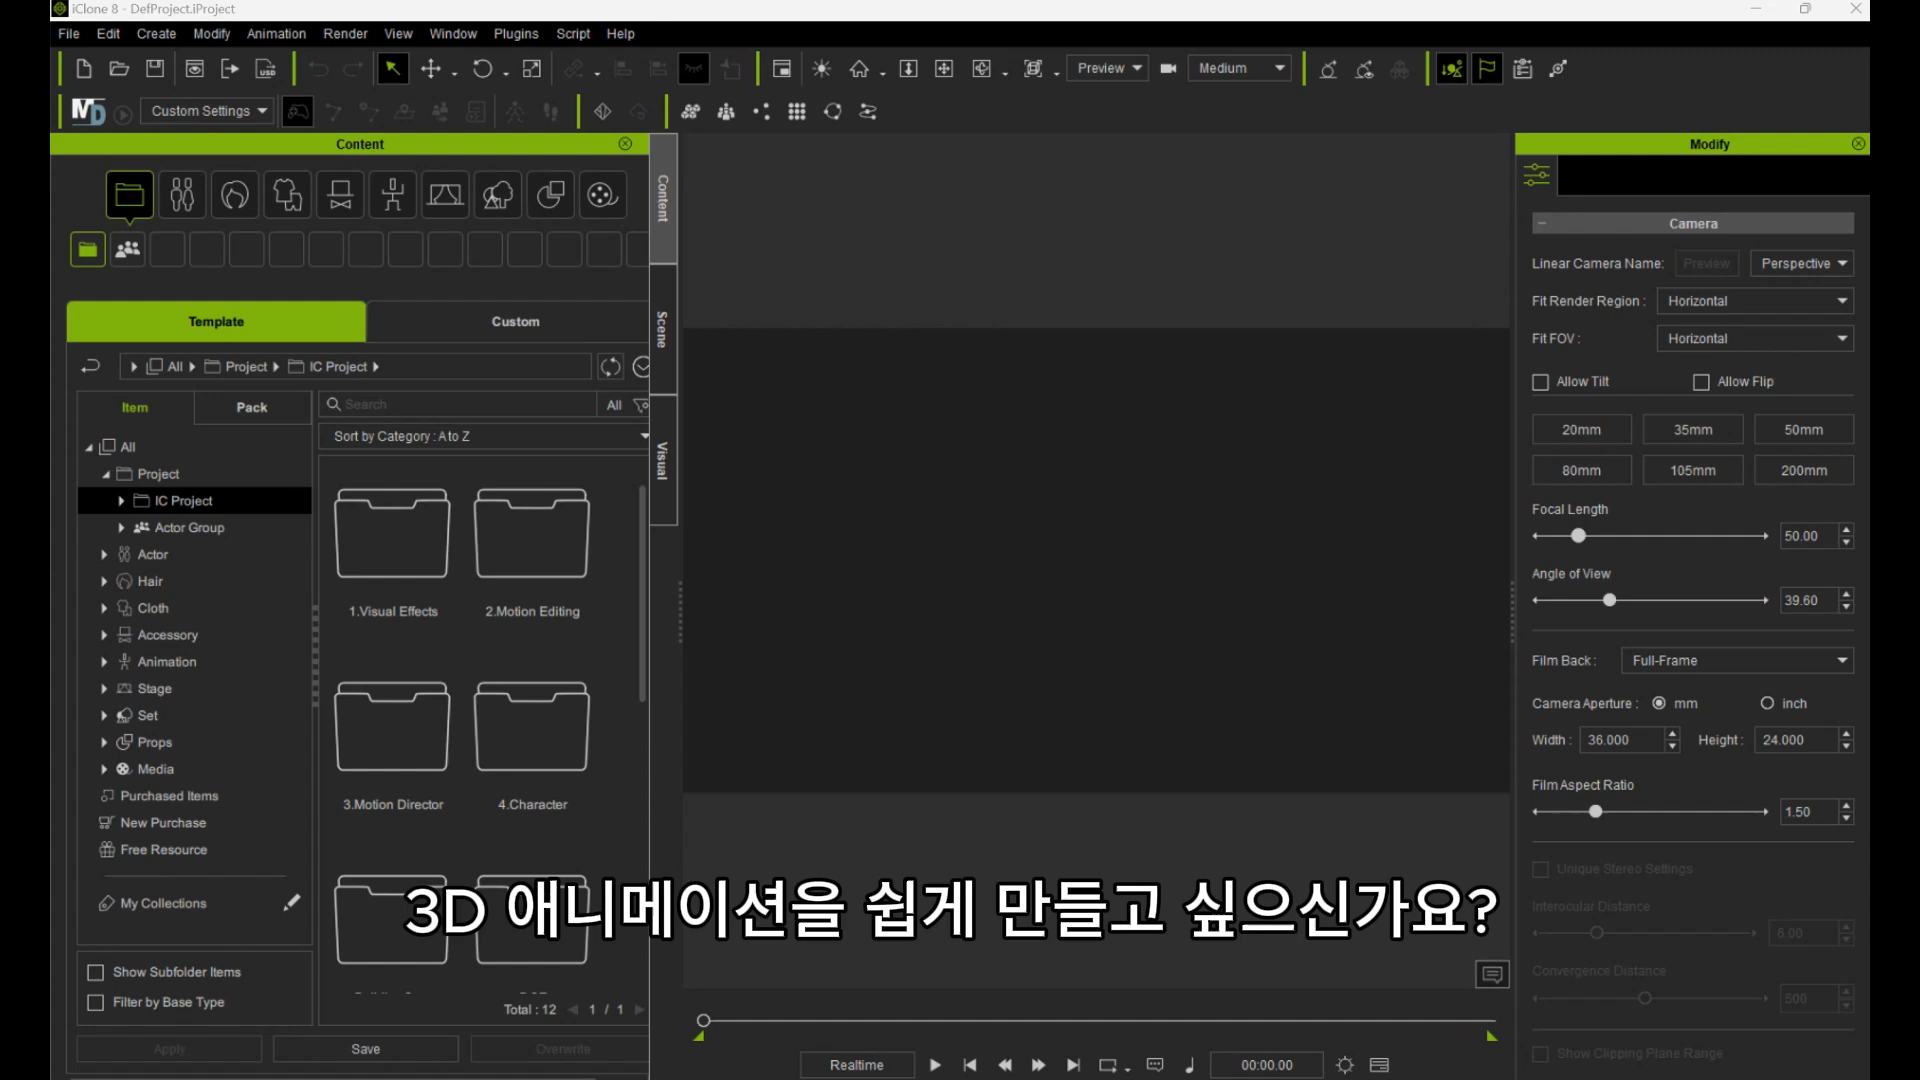 iClone 8 - DefProject.iProject
File Edit Create Modify Animation Render View Window Plugins Script Help
USD
Preview Medium
MD Custom Settings
Content
Template Custom
All Project IC Project
Item Pack
Search All
Sort by Category : A to Z
All
Project
IC Project
Actor Group
Actor
Hair
Cloth
Accessory
Animation
Stage
Set
Props
Media
Purchased Items
New Purchase
Free Resource
My Collections
Show Subfolder Items
Filter by Base Type
1.Visual Effects 2.Motion Editing
3.Motion Director 4.Character
Total : 12 1 / 1
Apply Save Overwrite
Content
Scene
Visual
3D 애니메이션을 쉽게 만들고 싶으신가요?
Realtime 00:00.00
Modify
Camera
Linear Camera Name: Preview Perspective
Fit Render Region : Horizontal
Fit FOV : Horizontal
Allow Tilt Allow Flip
20mm 35mm 50mm
80mm 105mm 200mm
Focal Length
50.00
Angle of View
39.60
Film Back : Full-Frame
Camera Aperture : mm inch
Width : 36.000 Height : 24.000
Film Aspect Ratio
1.50
Unique Stereo Settings
Interocular Distance
6.00
Convergence Distance
500
Show Clipping Plane Range